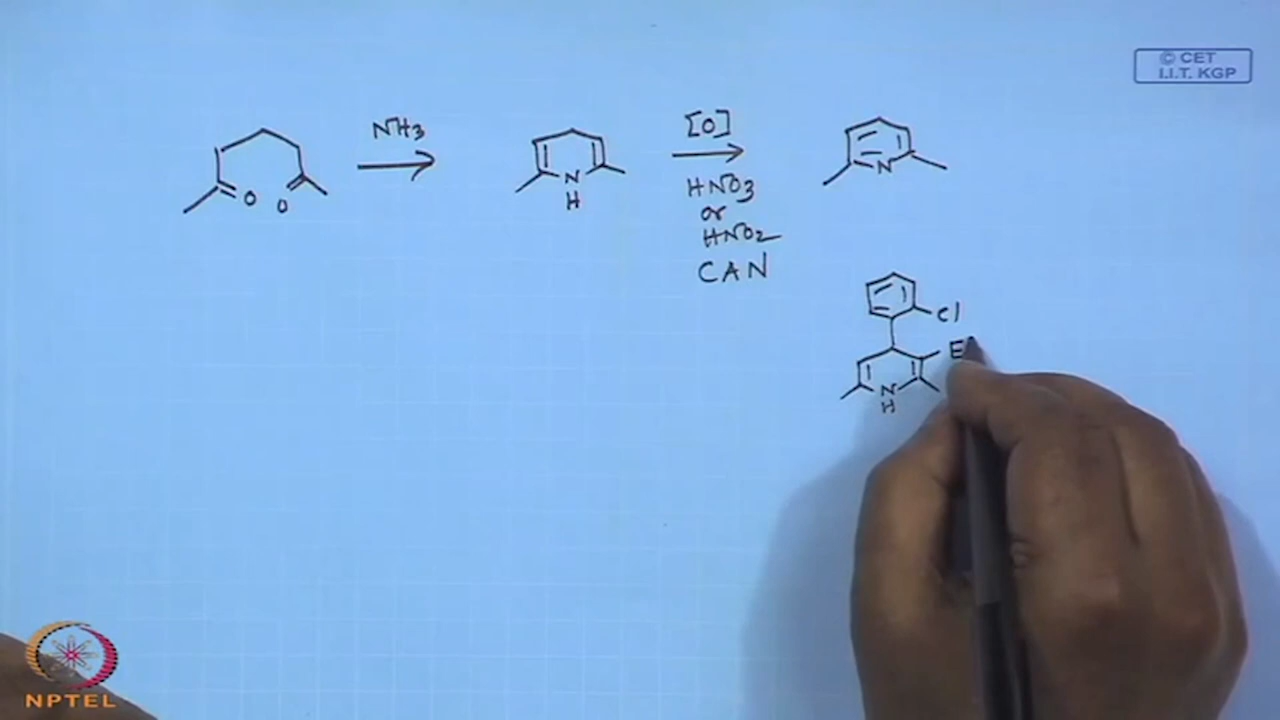 © CET
I.I.T. KGP
NH3
[O]
HNO3
or
HNO2
CAN
O
O
N
H
N
Cl
E
N
H
NPTEL